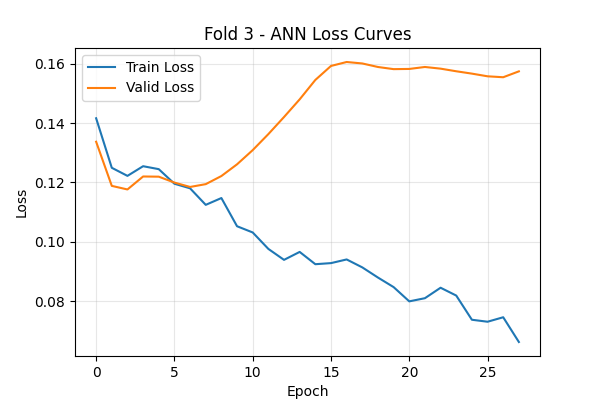 Fold 3 - ANN Loss Curves
Train Loss
Valid Loss
0.16
0.14
0.12
0.10
0.08
Loss
0 5 10 15 20 25
Epoch